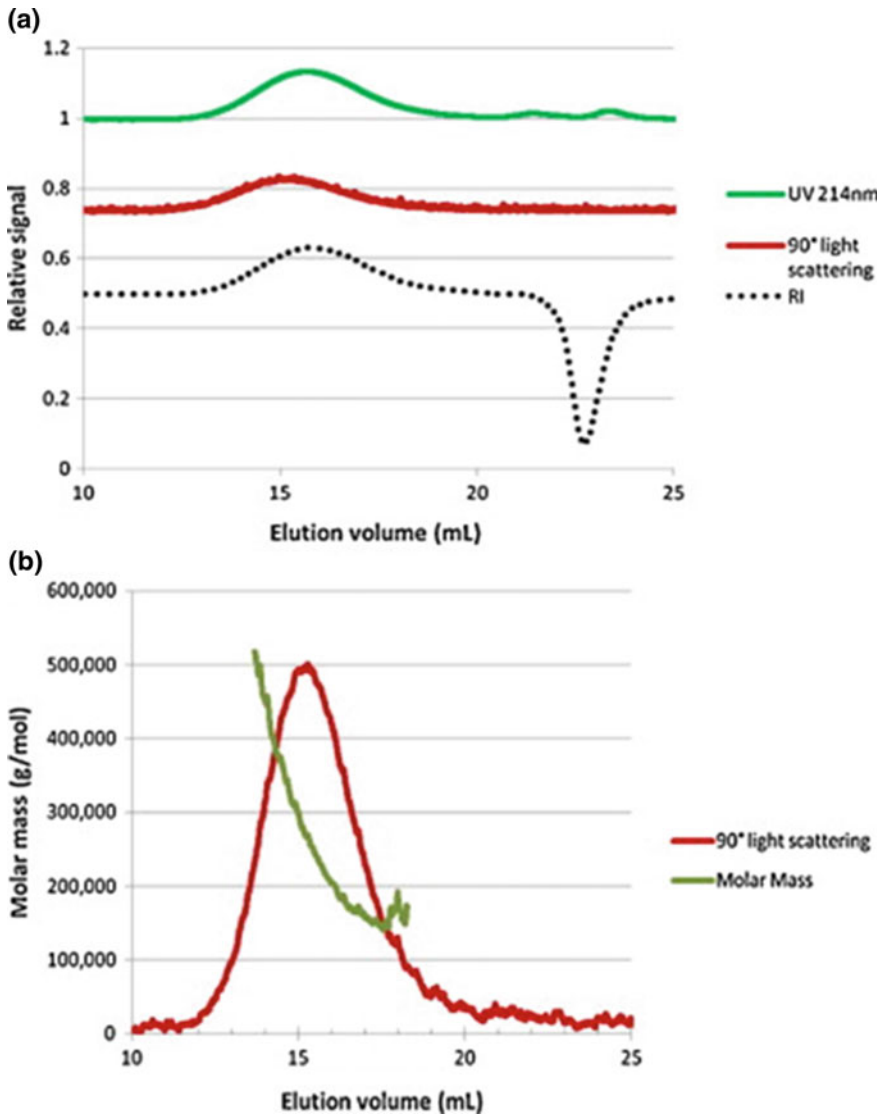 (a)
1.2
1
0.8
0.6
0.4
0.2
0
Relative signal
10
15
20
25
Elution volume (mL)
UV 214nm
90° light
scattering
RI
(b)
600,000
500,000
400,000
300,000
200,000
100,000
0
Molar mass (g/mol)
10
15
20
25
Elution volume (mL)
90° light scattering
Molar Mass